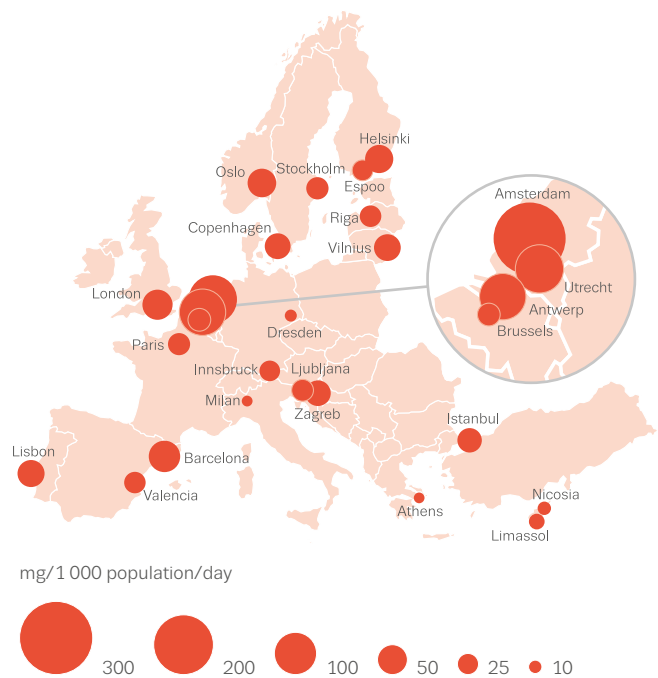 Helsinki
Oslo
Stockholm
Espoo
Amsterdam
Riga
Copenhagen
Vilnius
Utrecht
London
Antwerp
Brussels
Dresden
Paris
Innsbruck
Ljubljana
Milan
Zagreb
Istanbul
Lisbon
Barcelona
Valencia
Nicosia
Athens
Limassol
mg/1 000 population/day
300 200 100 50 25 10